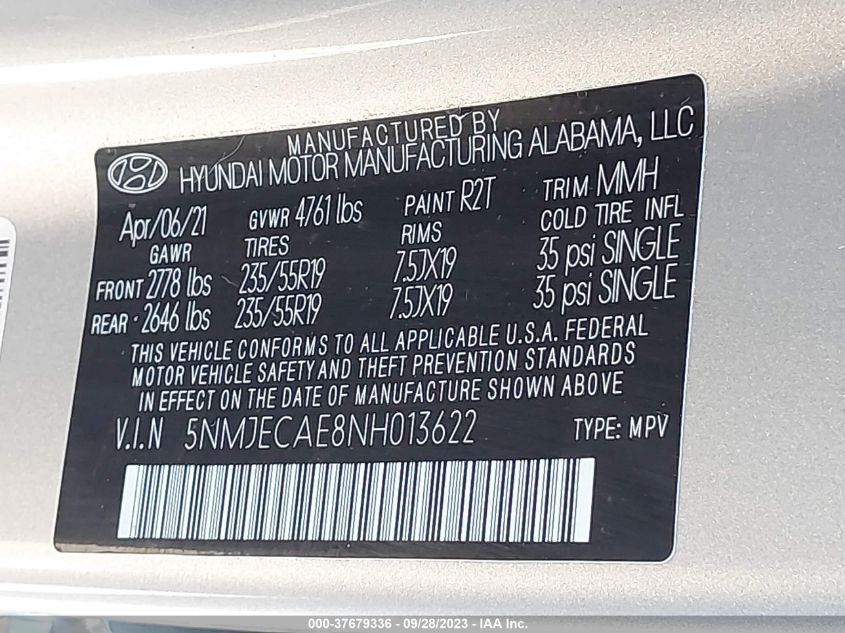 MANUFACTURED BY
HYUNDAI MOTOR MANUFACTURING ALABAMA, LLC
Apr/06/21 GVWR 4761 lbs PAINT R2T TRIM MMH
GAWR TIRES RIMS COLD TIRE INFL
FRONT 2778 lbs 235/55R19 7.5JX19 35 psi SINGLE
REAR 2646 lbs 235/55R19 7.5JX19 35 psi SINGLE
THIS VEHICLE CONFORMS TO ALL APPLICABLE U.S.A. FEDERAL
MOTOR VEHICLE SAFETY AND THEFT PREVENTION STANDARDS
IN EFFECT ON THE DATE OF MANUFACTURE SHOWN ABOVE
V.I.N 5NMJECAE8NH013622 TYPE: MPV
000-37679336 - 09/28/2023 - IAA Inc.